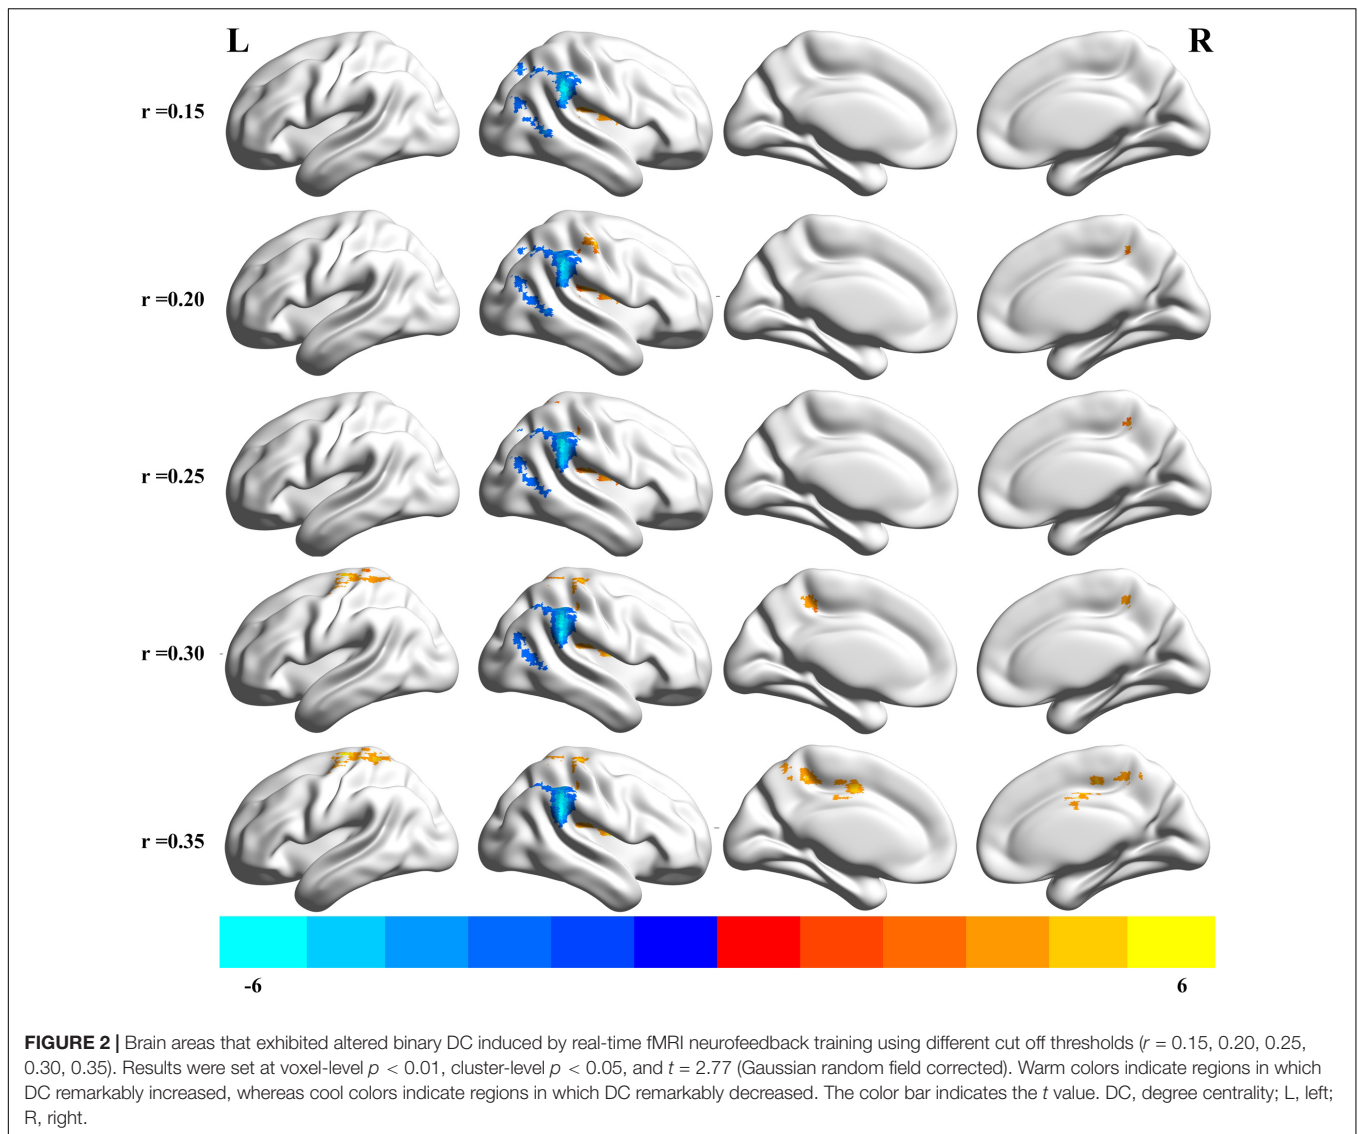 L
R
r =0.15
r =0.20
r =0.25
r =0.30
r =0.35
-6
6
FIGURE 2 | Brain areas that exhibited altered binary DC induced by real-time fMRI neurofeedback training using different cut off thresholds (r = 0.15, 0.20, 0.25,
0.30, 0.35). Results were set at voxel-level p < 0.01, cluster-level p < 0.05, and t = 2.77 (Gaussian random field corrected). Warm colors indicate regions in which
DC remarkably increased, whereas cool colors indicate regions in which DC remarkably decreased. The color bar indicates the t value. DC, degree centrality; L, left;
R, right.